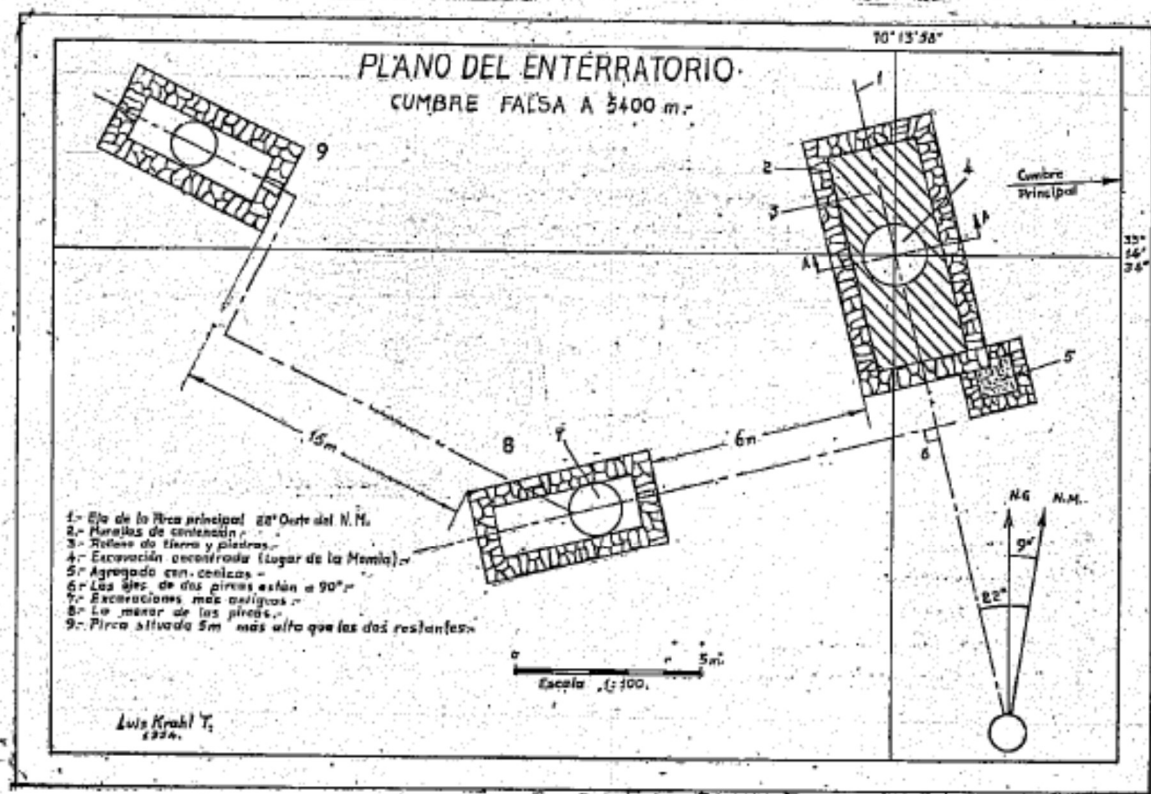 70° 13' 58"
PLANO DEL ENTERRATORIO.
CUMBRE FALSA A 5400 m.-
1
9
2
4
Cumbre
Principal
3
A
A
33°
14'
34"
5
15m
8
7
6m
6
1.- Eje de la Pirca principal 22° Oeste del N.M.
2.- Murallas de contención.-
3.- Relleno de tierra y piedras.-
4.- Excavación encontrada (Lugar de la Momia).-
5.- Agregado con cenizas.-
6.- Los ejes de dos pircas están a 90°.-
7.- Excavaciones más antiguas.-
8.- La menor de las pircas.-
9.- Pirca situada 5m más alta que las dos restantes.-
N.G N.M.
9°
22°
0 5m.
Escala 1:100.
Luis Krahl T.
1954.